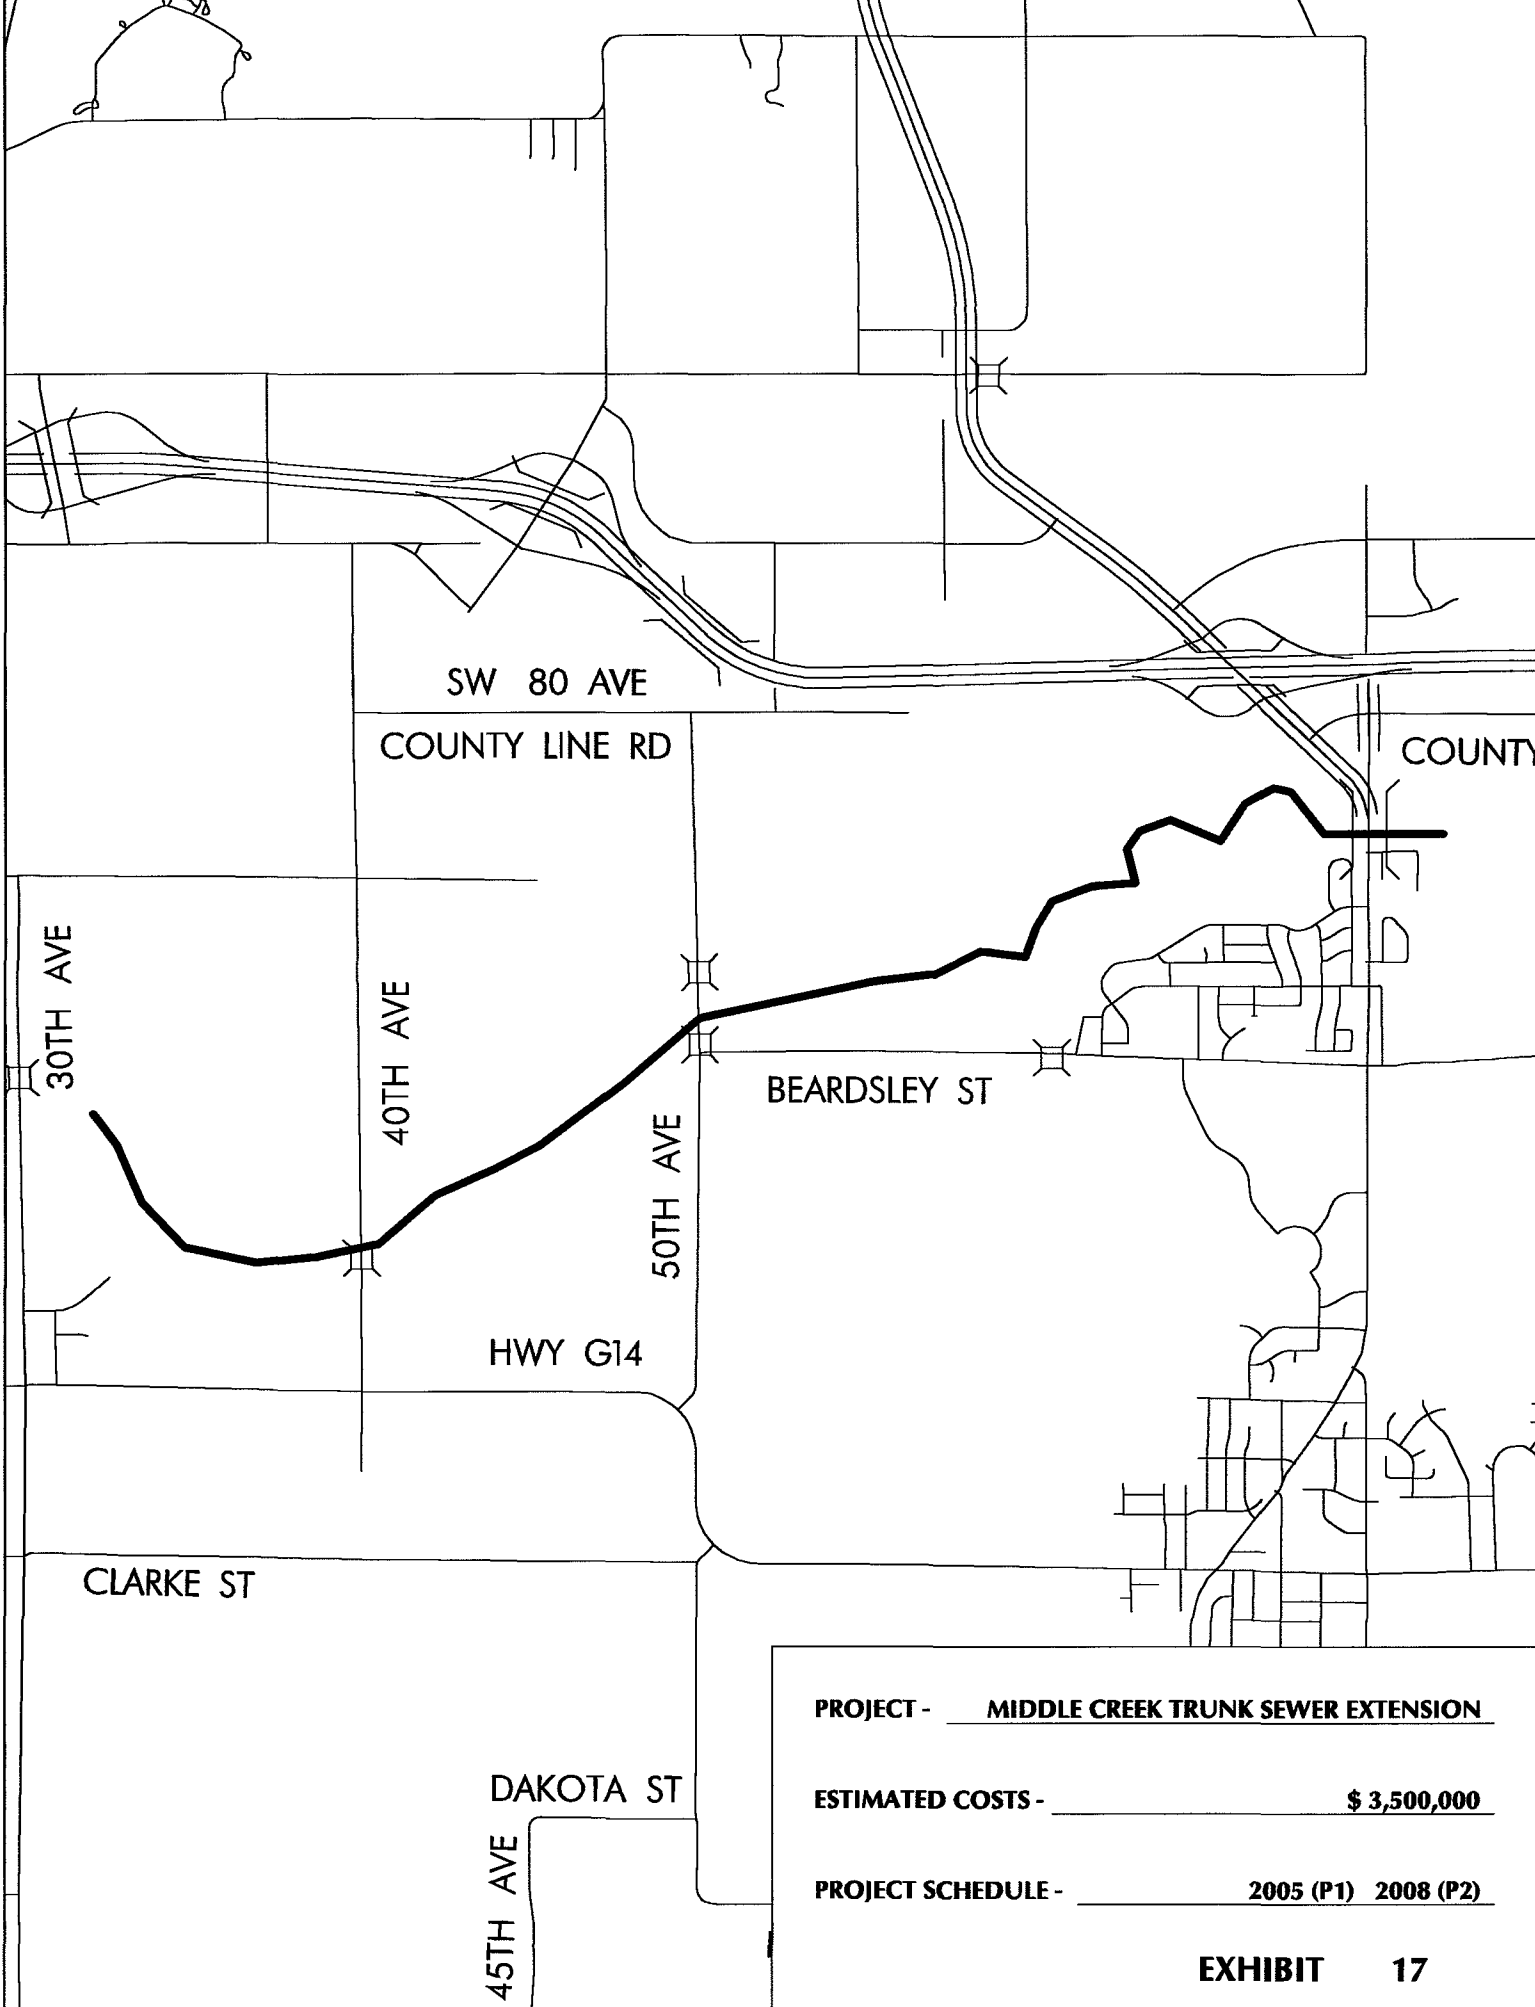 SW 80 AVE
COUNTY LINE RD
COUNTY
30TH AVE
40TH AVE
BEARDSLEY ST
50TH AVE
HWY G14
CLARKE ST
DAKOTA ST
45TH AVE
PROJECT - MIDDLE CREEK TRUNK SEWER EXTENSION
ESTIMATED COSTS - $ 3,500,000
PROJECT SCHEDULE - 2005 (P1) 2008 (P2)
EXHIBIT 17